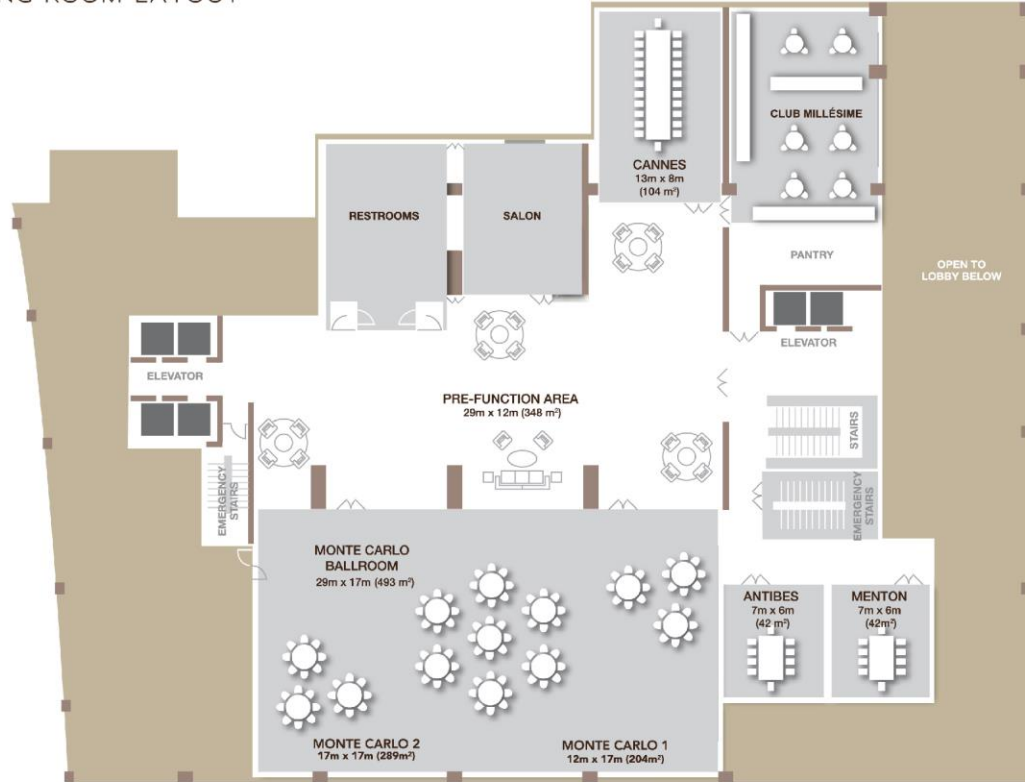 ROOM LAYOUT
CANNES
13m x 8m
(104 m²)
CLUB MILLÉSIME
RESTROOMS
SALON
PANTRY
OPEN TO
LOBBY BELOW
ELEVATOR
ELEVATOR
PRE-FUNCTION AREA
29m x 12m (348 m²)
STAIRS
EMERGENCY
STAIRS
EMERGENCY
STAIRS
MONTE CARLO
BALLROOM
29m x 17m (493 m²)
ANTIBES
7m x 6m
(42 m²)
MENTON
7m x 6m
(42m²)
MONTE CARLO 2
17m x 17m (289m²)
MONTE CARLO 1
12m x 17m (204m²)